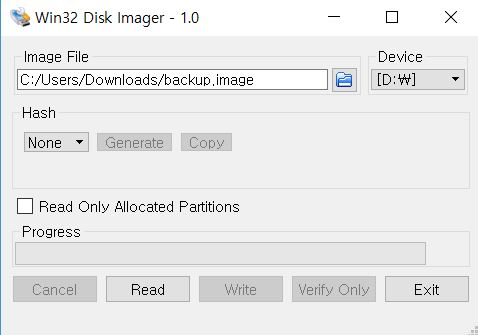 Win32 Disk Imager - 1.0
Image File
Device
C:/Users/Downloads/backup.image
[D:₩]
Hash
None
Generate
Copy
Read Only Allocated Partitions
Progress
Cancel
Read
Write
Verify Only
Exit